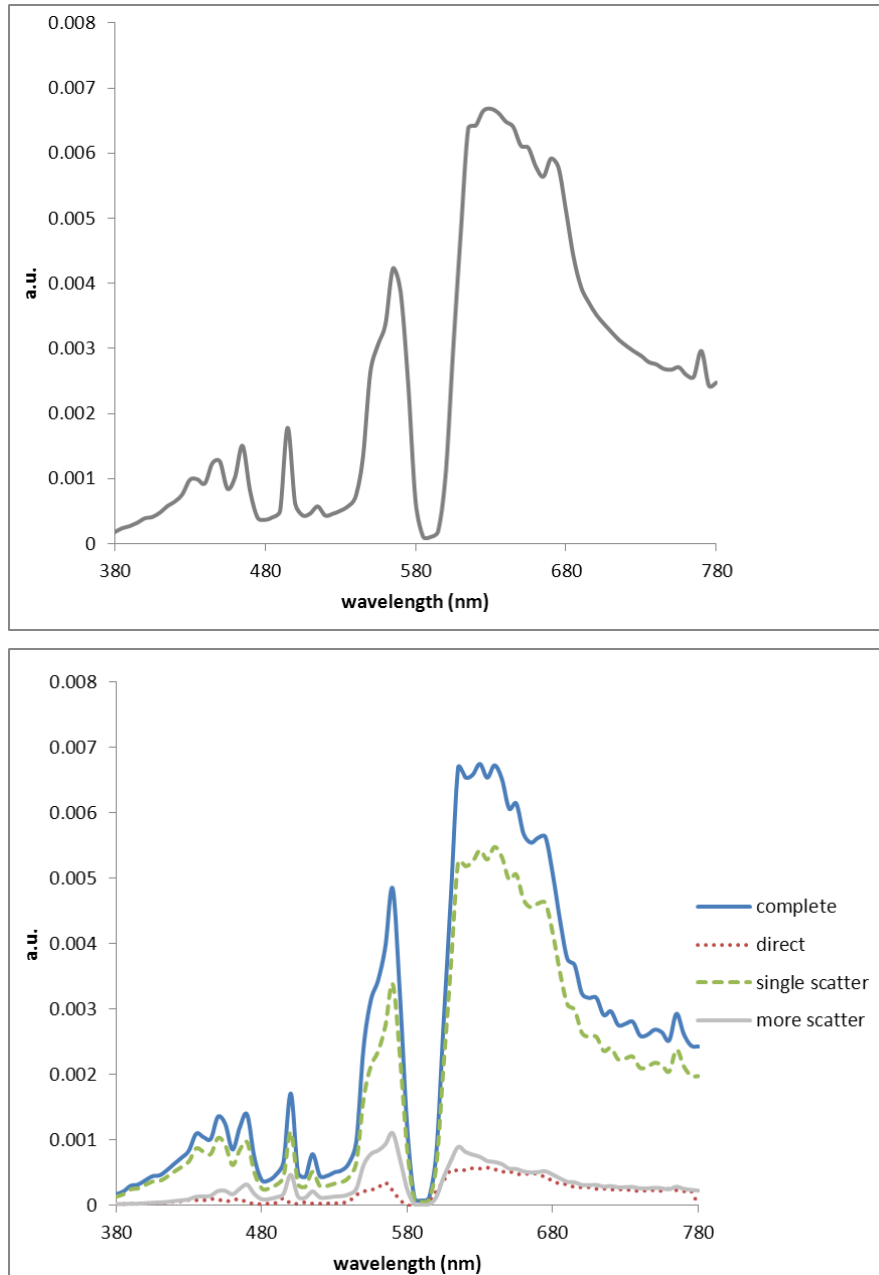 0.008
0.007
0.006
0.005
0.004
0.003
0.002
0.001
0
a.u.
380 480 580 680 780
wavelength (nm)
0.008
0.007
0.006
0.005
0.004
0.003
0.002
0.001
0
a.u.
380 480 580 680 780
wavelength (nm)
complete
direct
single scatter
more scatter